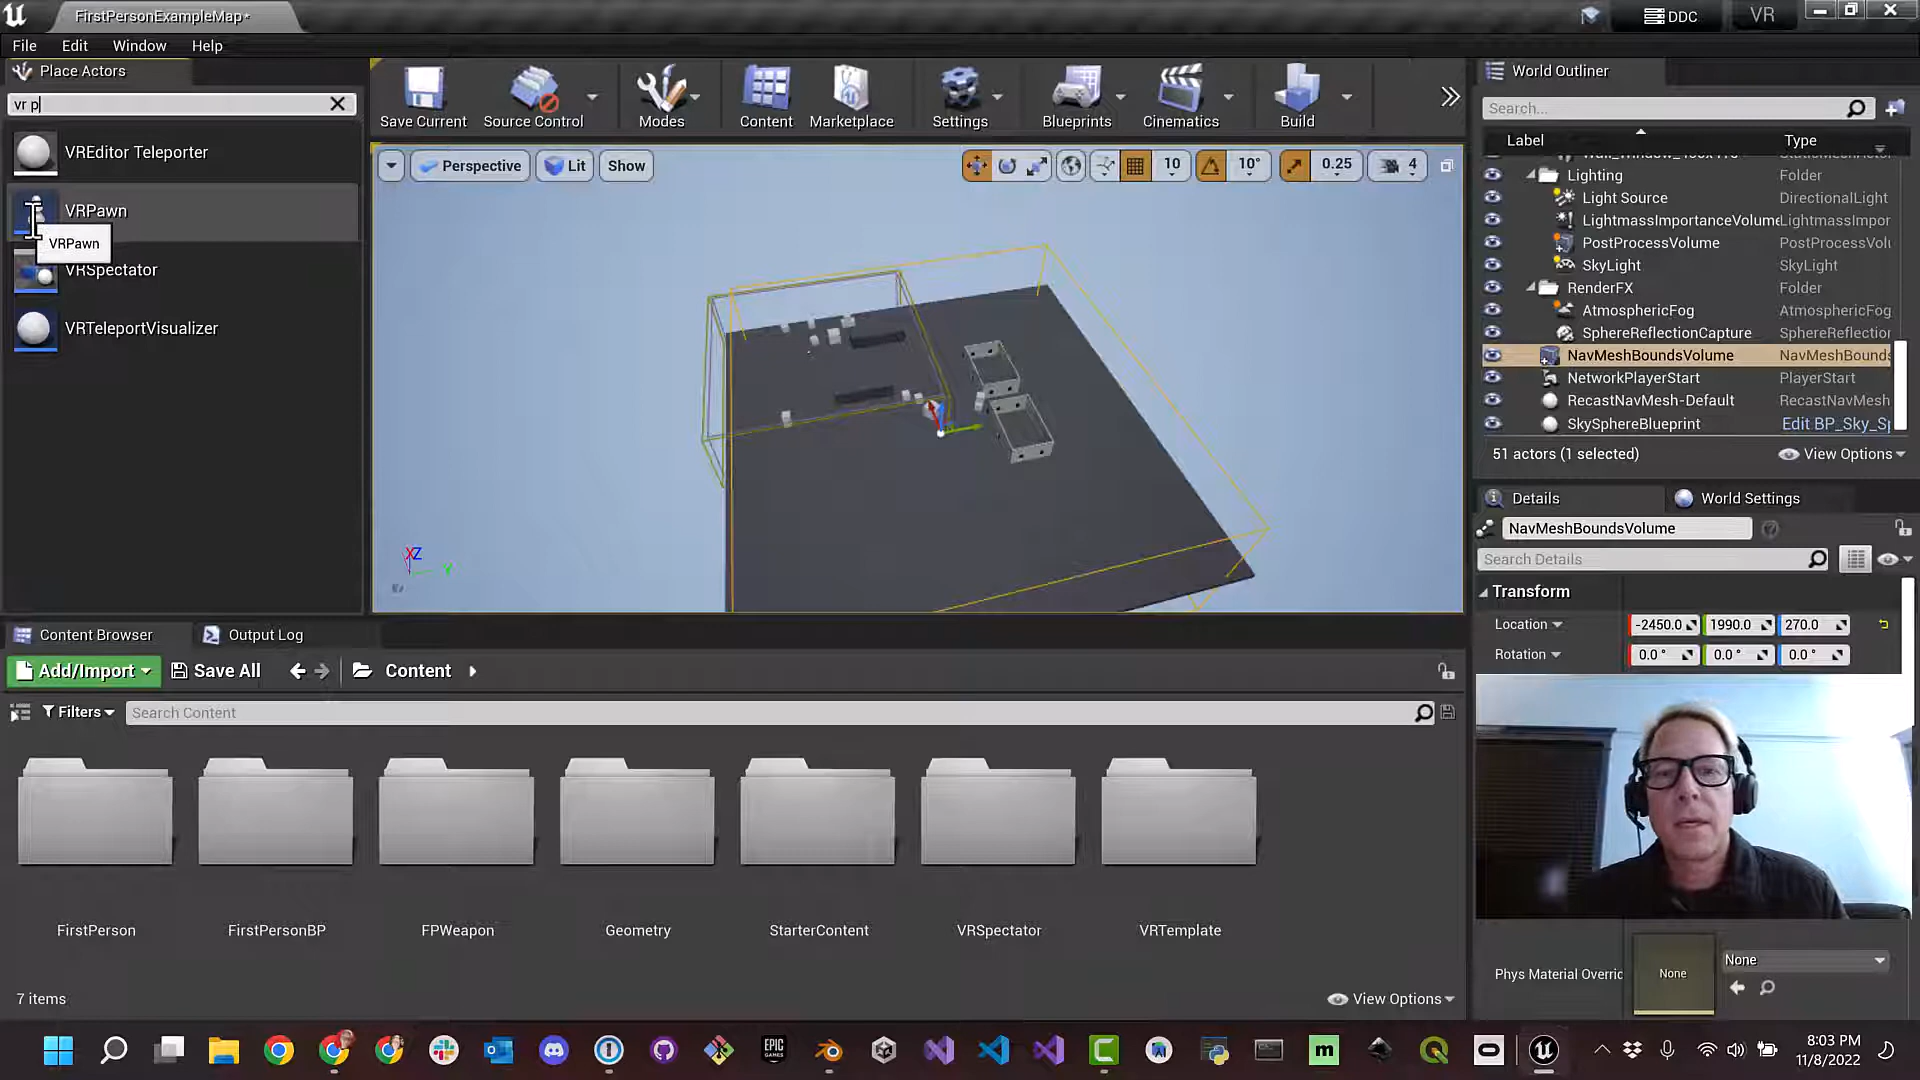 FirstPersonExampleMap•
DDC
VR
File
Edit
Window
Help
Place Actors
vr p
VREditor Teleporter
VRPawn
VRPawn
VRSpectator
VRTeleportVisualizer
Save Current
Source Control
Modes
Content
Marketplace
Settings
Blueprints
Cinematics
Build
Perspective
Lit
Show
10
10°
0.25
4
X
Z
Y
World Outliner
Search...
Label
Type
Lighting
Folder
Light Source
DirectionalLight
LightmassImportanceVolume
LightmassImpor
PostProcessVolume
PostProcessVolu
SkyLight
SkyLight
RenderFX
Folder
AtmosphericFog
AtmosphericFog
SphereReflectionCapture
SphereReflection
NavMeshBoundsVolume
NavMeshBounds
NetworkPlayerStart
PlayerStart
RecastNavMesh-Default
RecastNavMesh
SkySphereBlueprint
Edit BP_Sky_Sp
51 actors (1 selected)
View Options
Details
World Settings
NavMeshBoundsVolume
Search Details
Transform
Location
-2450.0
1990.0
270.0
Rotation
0.0 °
0.0 °
0.0 °
Phys Material Overric
None
None
Content Browser
Output Log
Add/Import
Save All
Content
Filters
Search Content
FirstPerson
FirstPersonBP
FPWeapon
Geometry
StarterContent
VRSpectator
VRTemplate
7 items
View Options
EPIC
GAMES
m
8:03 PM
11/8/2022